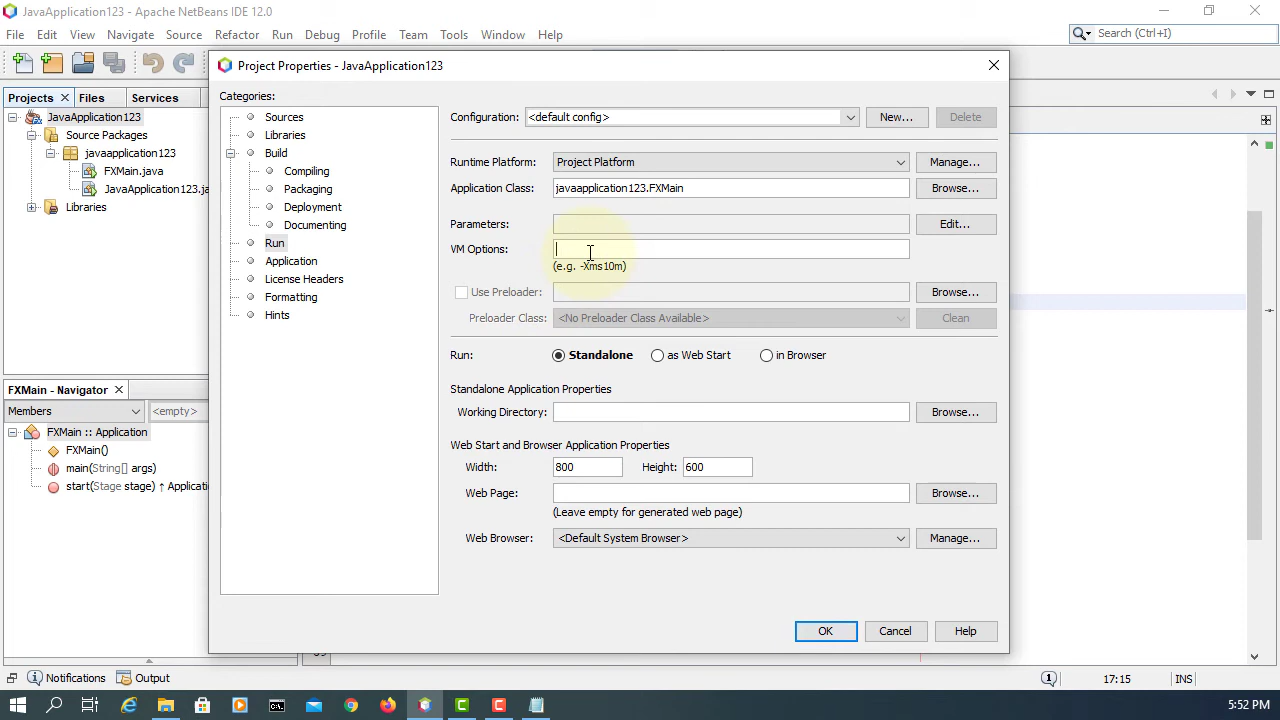 JavaApplication123 - Apache NetBeans IDE 12.0
File Edit View Navigate Source Refactor Run Debug Profile Team Tools Window Help
Search (Ctrl+I)
Projects Files Services
JavaApplication123
Source Packages
javaapplication123
FXMain.java
JavaApplication123.ja
Libraries
FXMain - Navigator
Members <empty>
FXMain :: Application
FXMain()
main(String[] args)
start(Stage stage) ↑ Applicatio
Project Properties - JavaApplication123
Categories:
Sources
Libraries
Build
Compiling
Packaging
Deployment
Documenting
Run
Application
License Headers
Formatting
Hints
Configuration: <default config> New... Delete
Runtime Platform: Project Platform Manage...
Application Class: javaapplication123.FXMain Browse...
Parameters: Edit...
VM Options:
(e.g. -Xms10m)
Use Preloader: Browse...
Preloader Class: <No Preloader Class Available> Clean
Run: Standalone as Web Start in Browser
Standalone Application Properties
Working Directory: Browse...
Web Start and Browser Application Properties
Width: 800 Height: 600
Web Page: Browse...
(Leave empty for generated web page)
Web Browser: <Default System Browser> Manage...
OK Cancel Help
Notifications Output 17:15 INS
5:52 PM